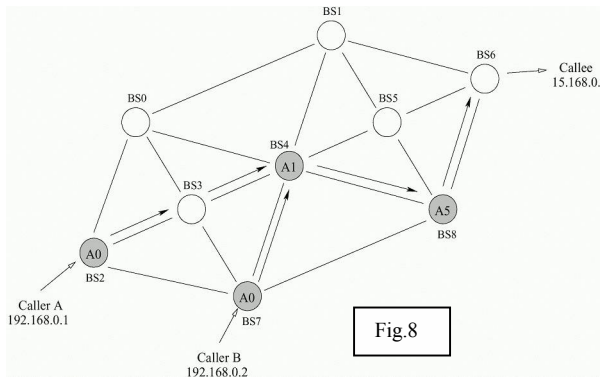 BS1
BS6
Callee
15.168.0.
BS0
BS5
BS4
A1
BS3
A5
BS8
A0
BS2
A0
BS7
Caller A
192.168.0.1
Caller B
192.168.0.2
Fig.8